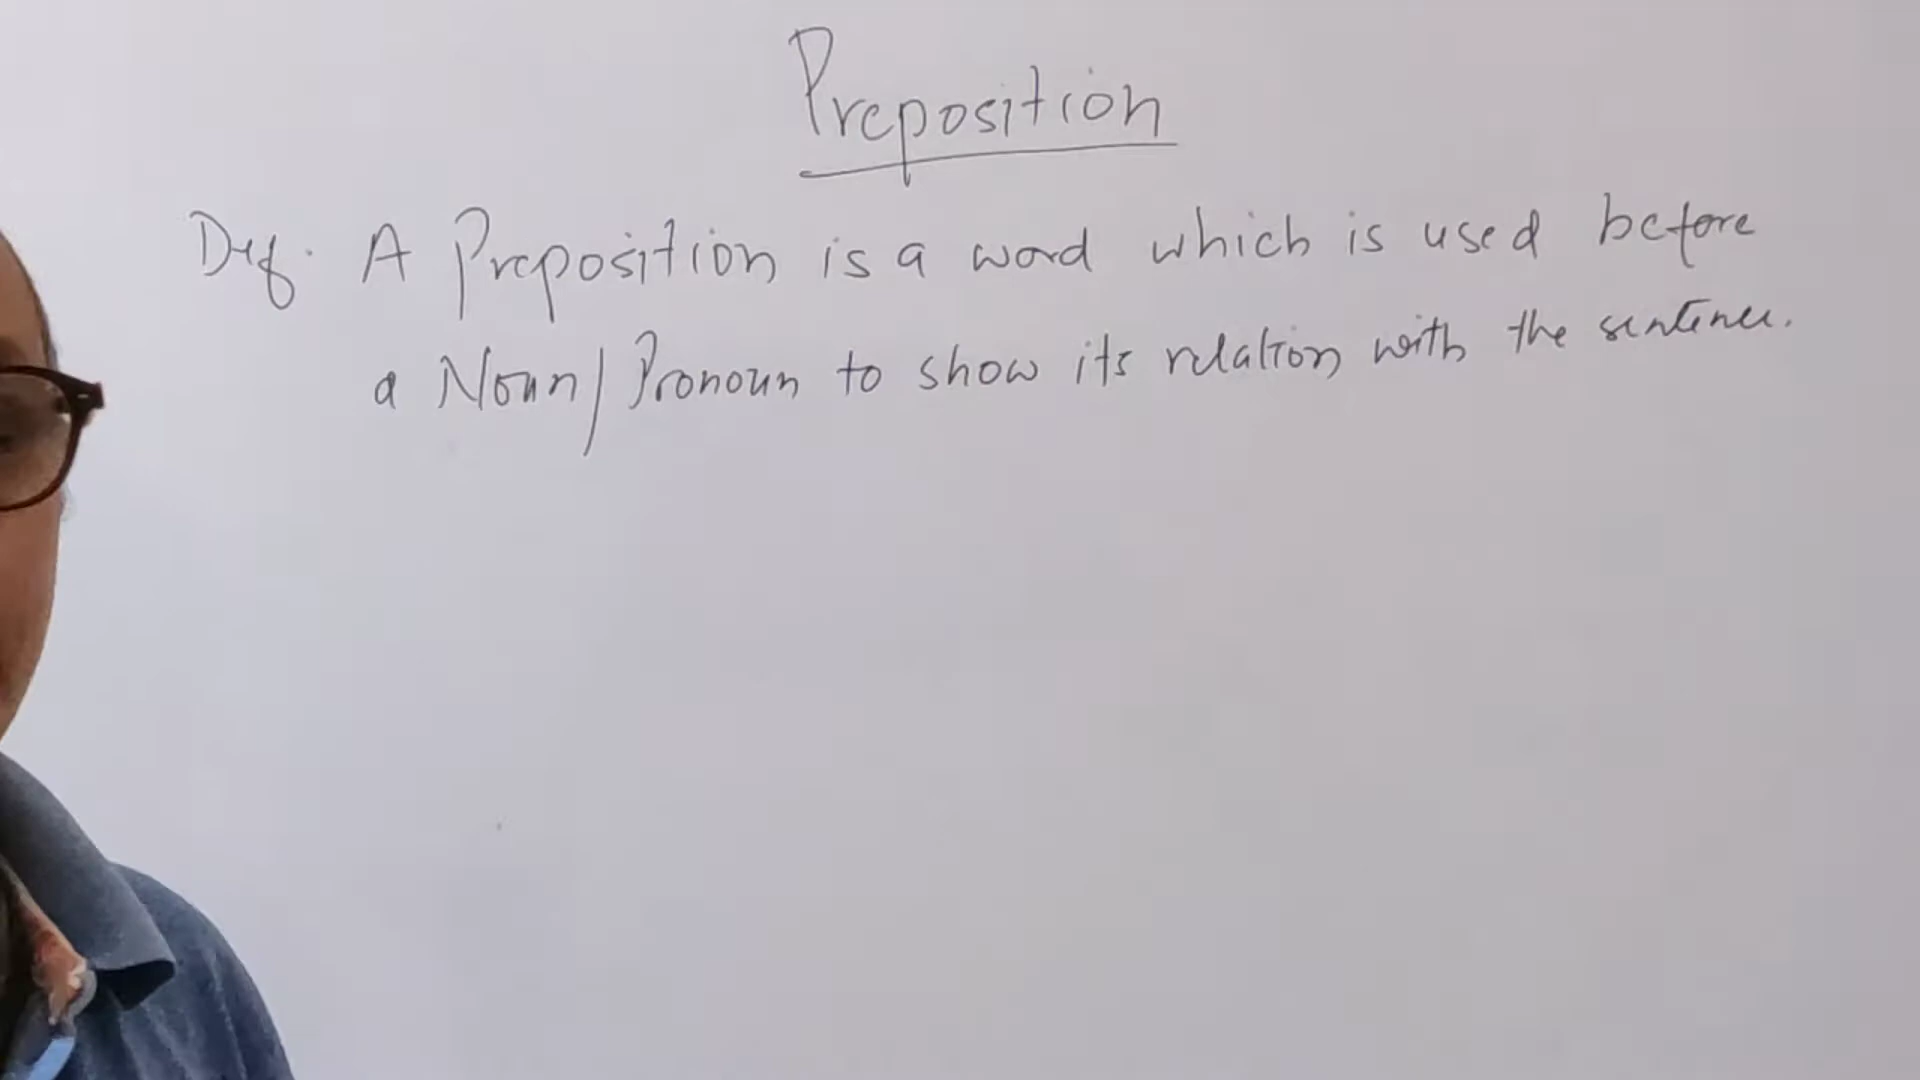 Preposition
Def. A Preposition is a word which is used before
a Noun/Pronoun to show its relation with the sentence.